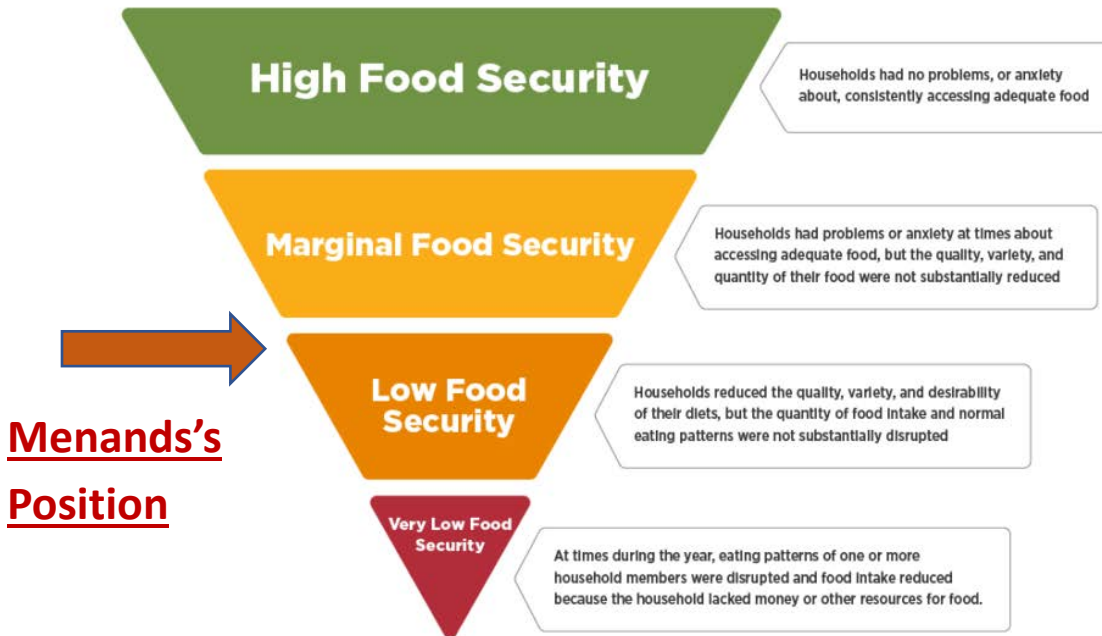 High Food Security
Households had no problems, or anxiety
about, consistently accessing adequate food
Marginal Food Security
Households had problems or anxiety at times about
accessing adequate food, but the quality, variety, and
quantity of their food were not substantially reduced
Low Food
Security
Households reduced the quality, variety, and desirability
of their diets, but the quantity of food intake and normal
eating patterns were not substantially disrupted
Menands’s
Position
Very Low Food
Security
At times during the year, eating patterns of one or more
household members were disrupted and food intake reduced
because the household lacked money or other resources for food.